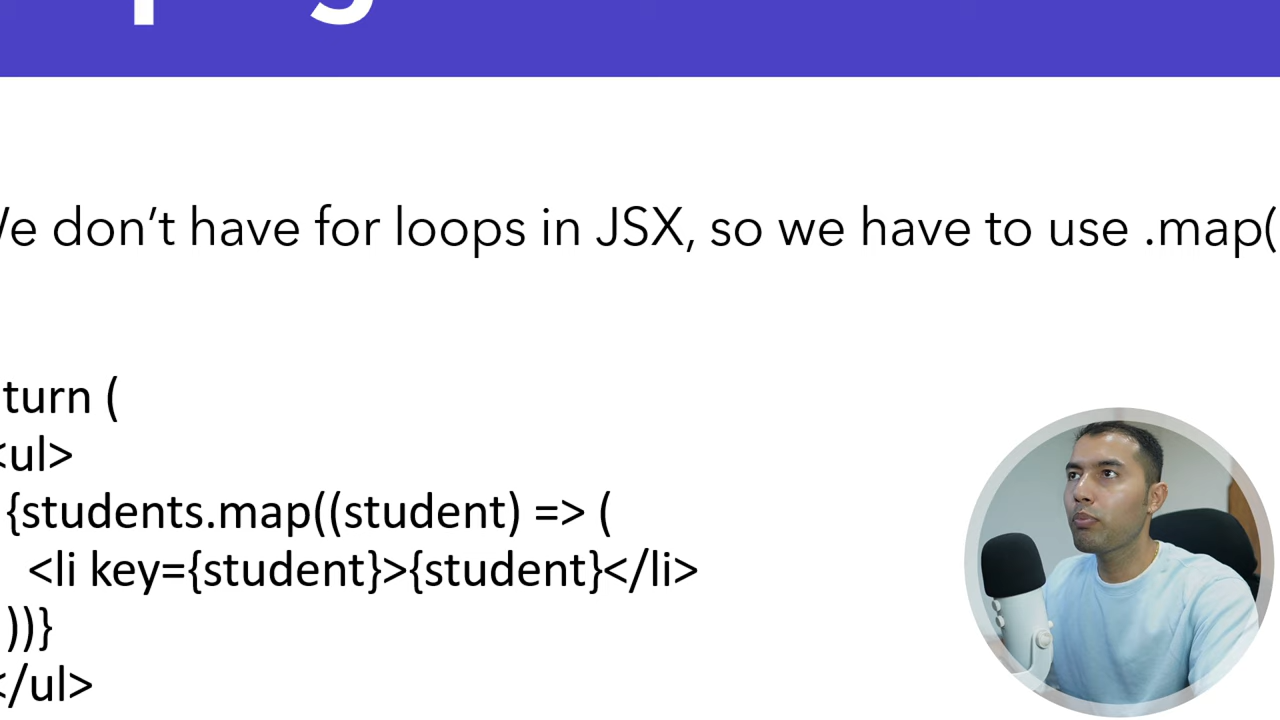 e don’t have for loops in JSX, so we have to use .map(
turn (
<ul>
{students.map((student) => (
<li key={student}>{student}</li>
))}
</ul>